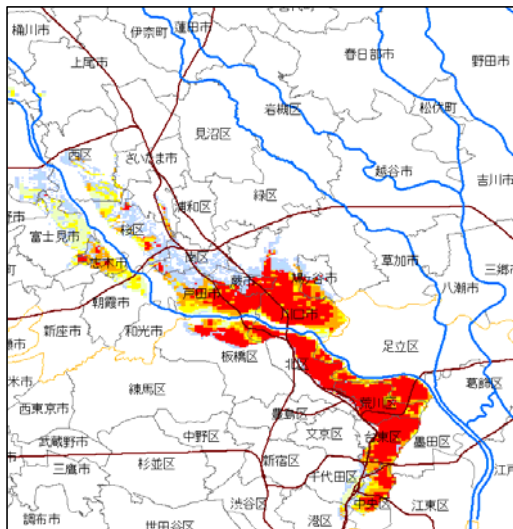 桶川市
伊奈町
蓮田市
春日部市
野田市
上尾市
岩槻区
松伏町
見沼区
西区
さいたま市
越谷市
吉川市
緑区
浦和区
桜区
富士見市
南区
草加市
三郷市
志木市
蕨市
鳩ヶ谷市
八潮市
戸田市
朝霞市
川口市
新座市
和光市
足立区
板橋区
北区
葛飾区
練馬区
荒川区
西東京市
豊島区
文京区
台東区
墨田区
武蔵野市
中野区
三鷹市
杉並区
新宿区
千代田区
江戸
渋谷区
中央区
江東区
調布市
世田谷区
港区